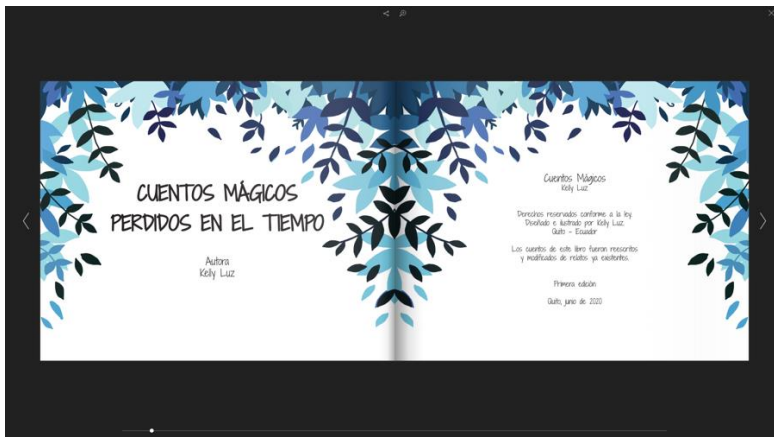 CUENTOS MÁGICOS
PERDIDOS EN EL TIEMPO
Autora
Kelly Luz
Cuentos Mágicos
Kelly Luz
Derechos reservados conforme a la ley.
Diseñado e ilustrado por Kelly Luz.
Quito - Ecuador
Los cuentos de este libro fueron reescritos
y modificados de relatos ya existentes.
Primera edición
Quito, junio de 2020